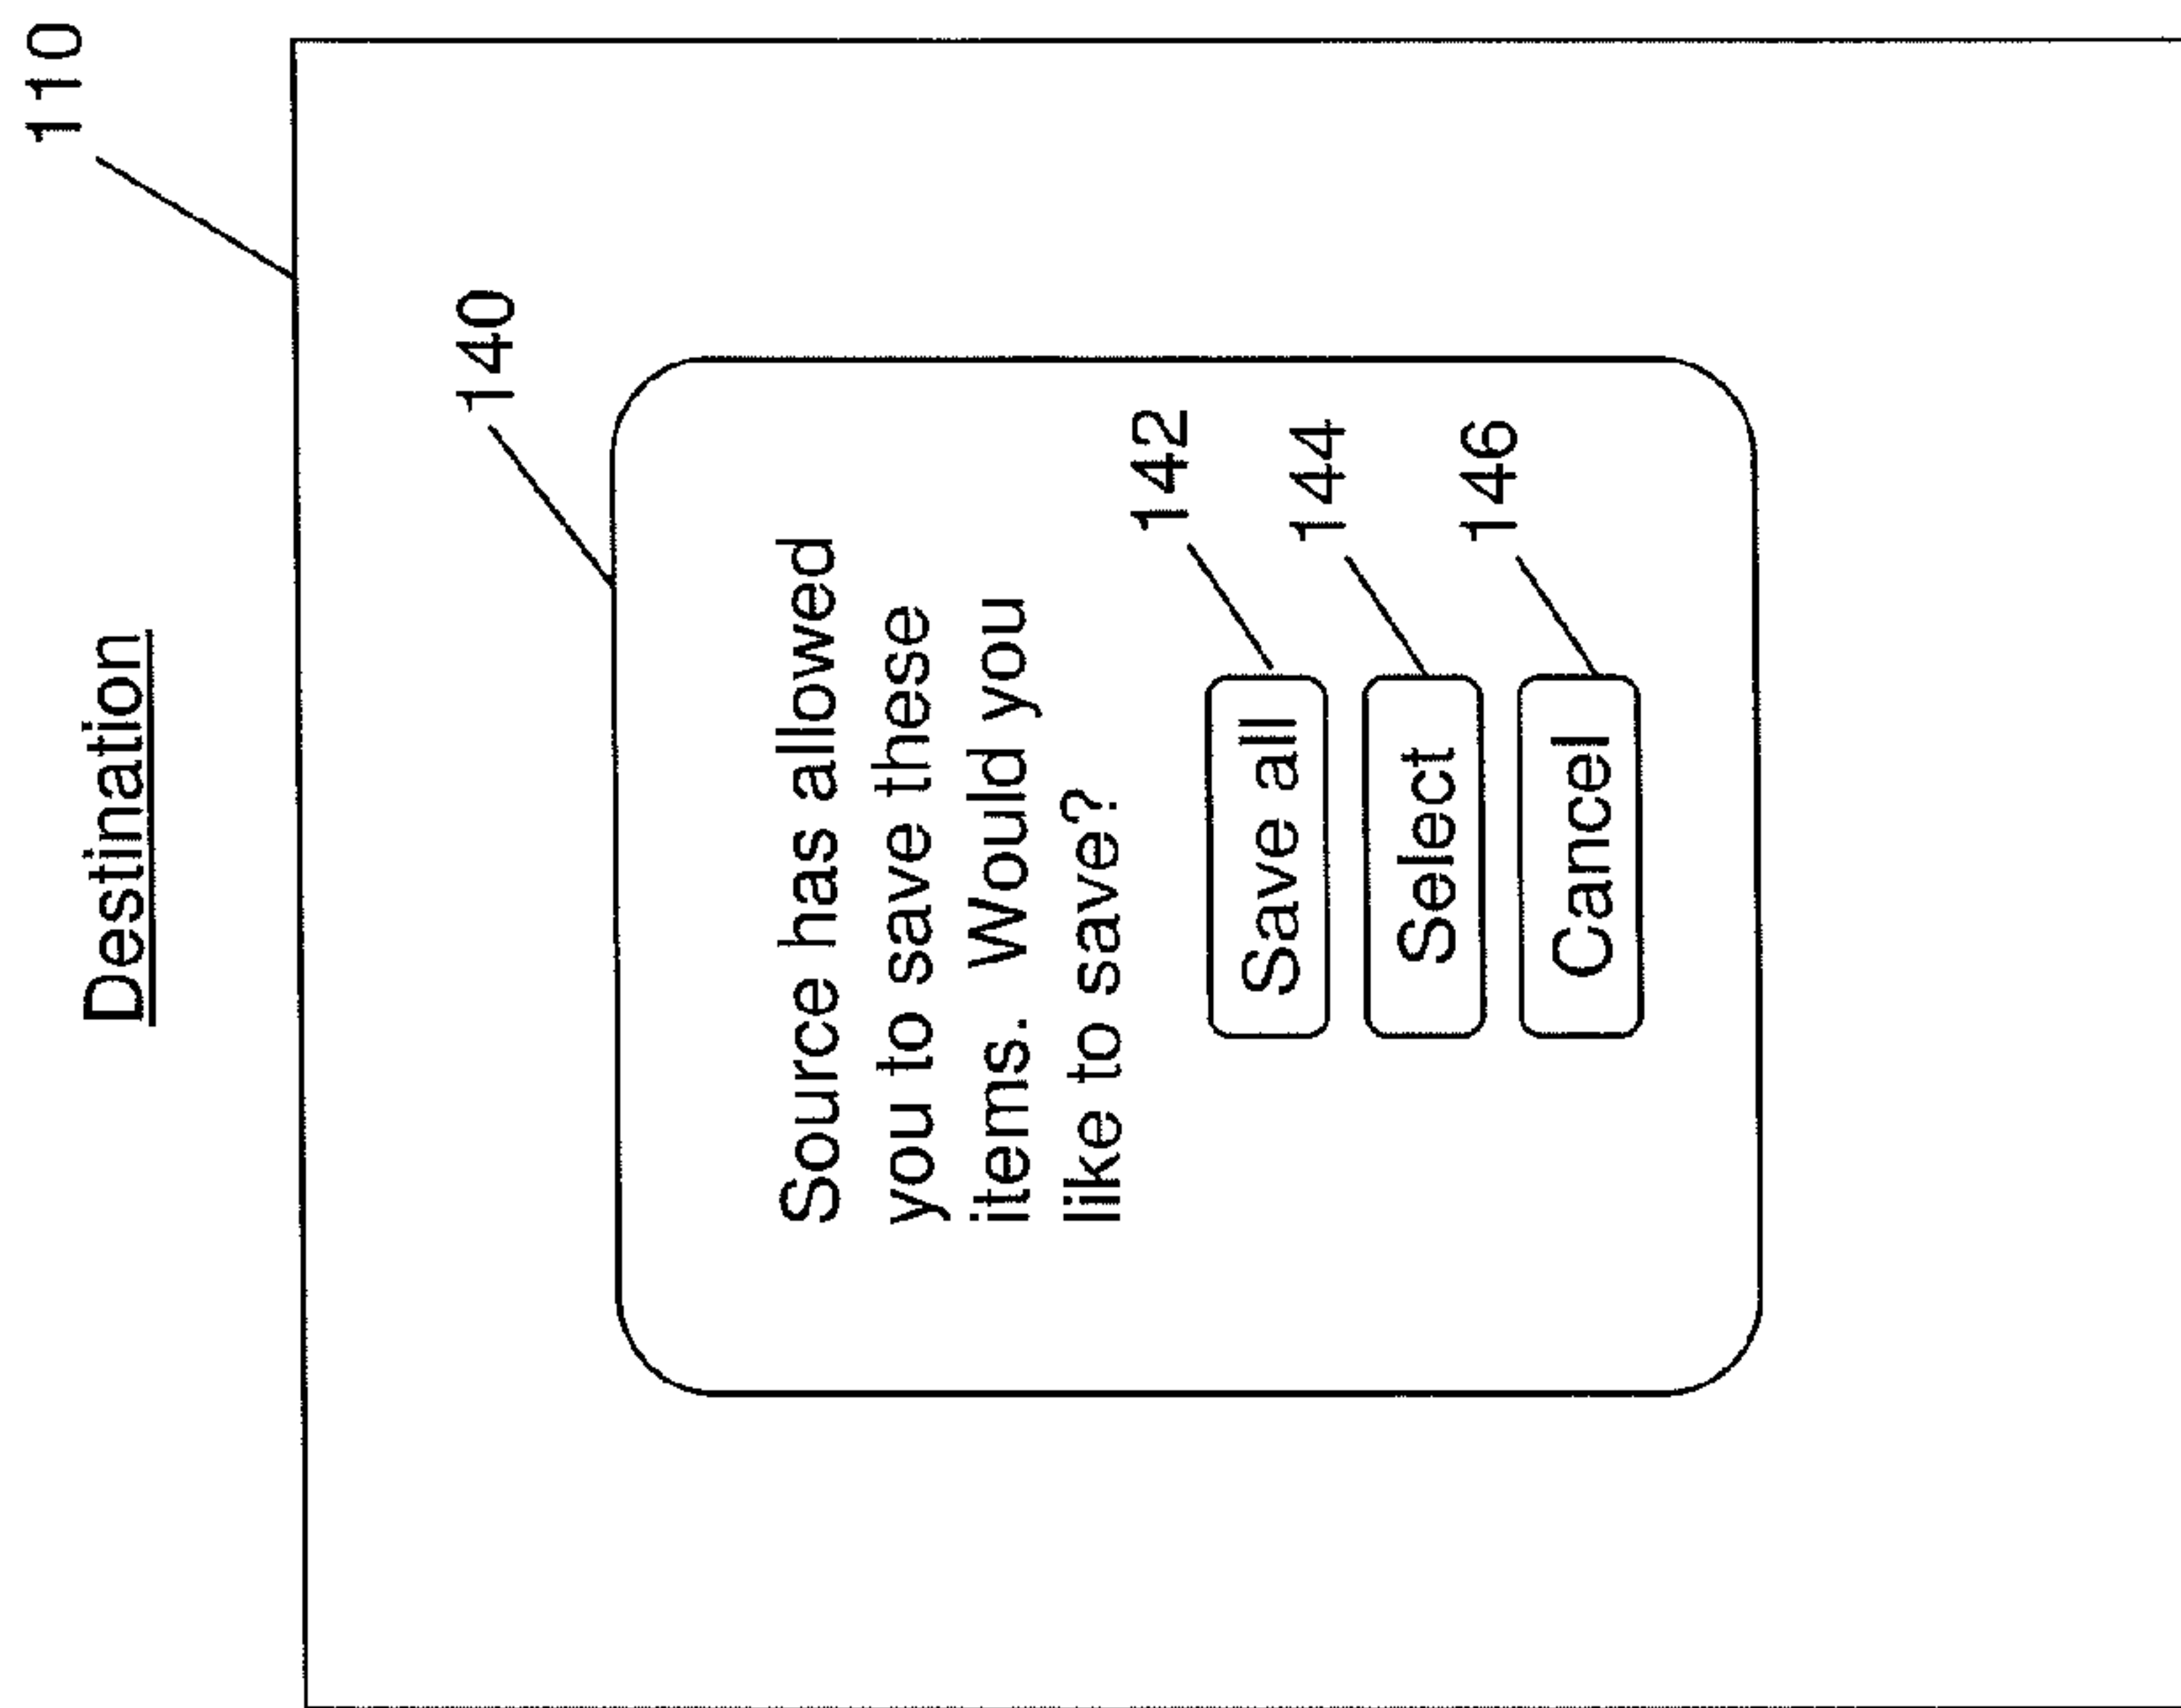 Destination
110
140
Source has allowed
you to save these
items. Would you
like to save?
142
Save all
144
Select
146
Cancel